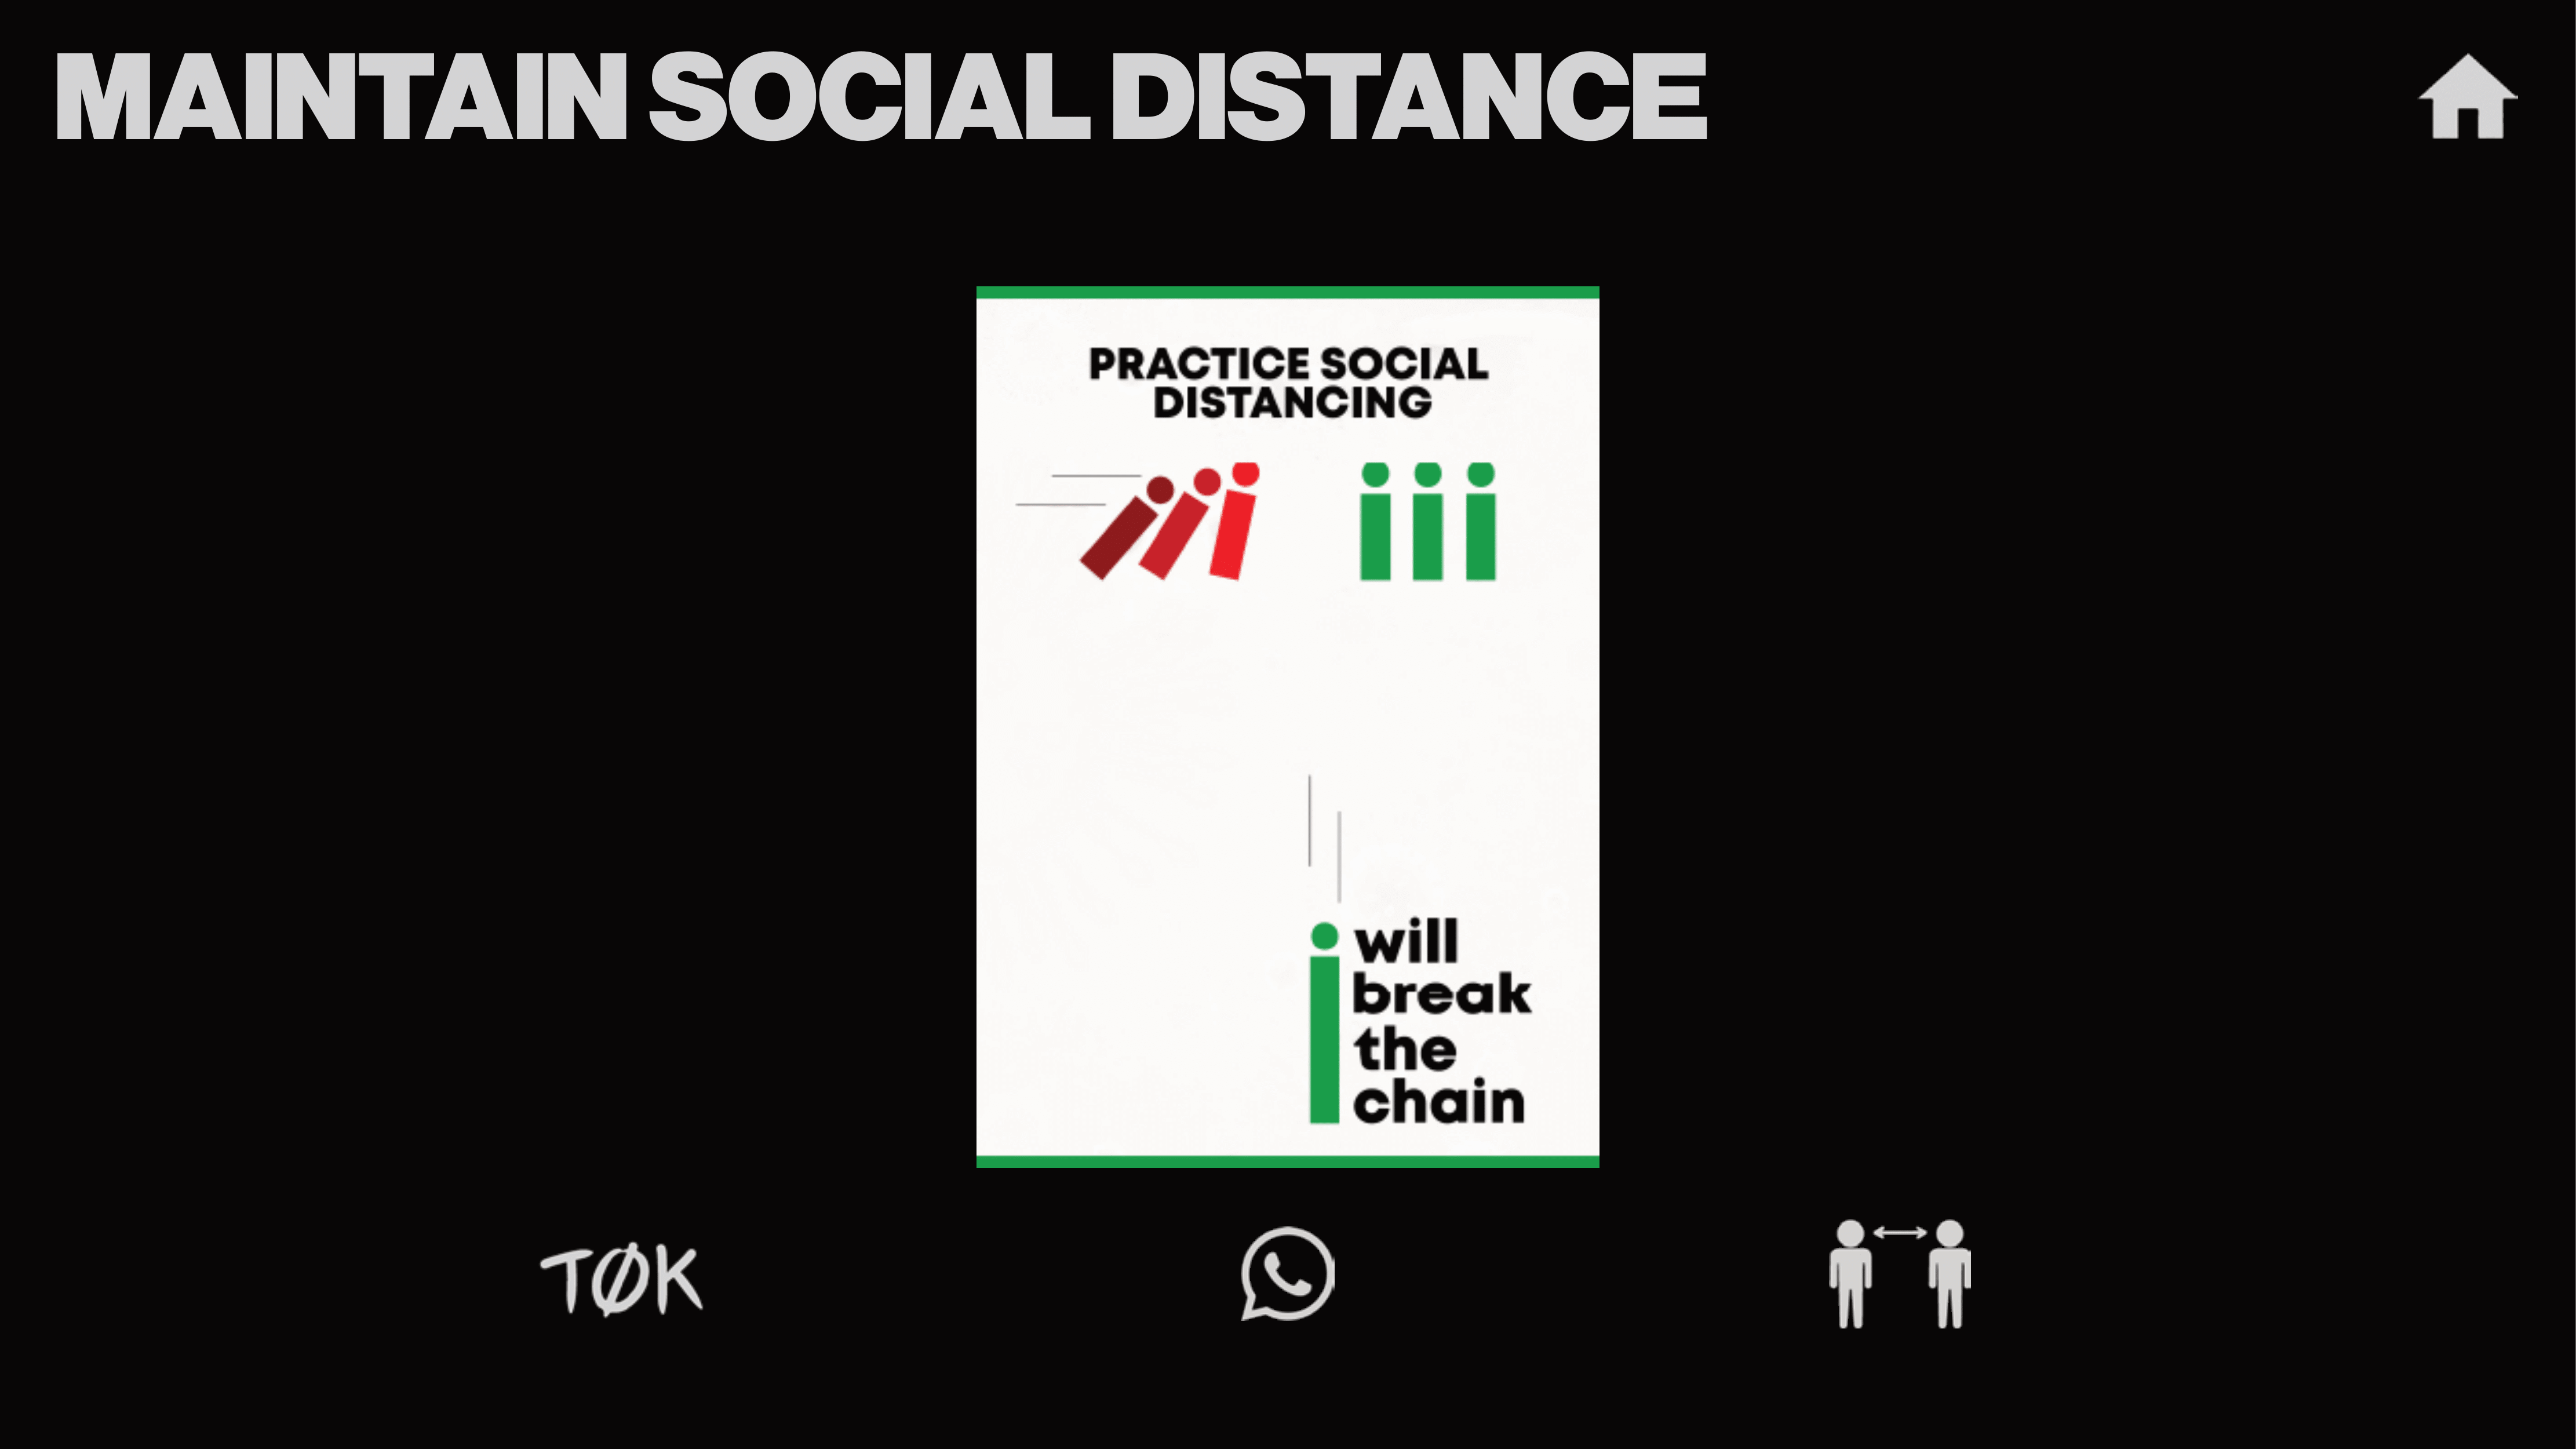 MAINTAIN SOCIAL DISTANCE
PRACTICE SOCIAL
DISTANCING
i will
break
the
chain
TØK